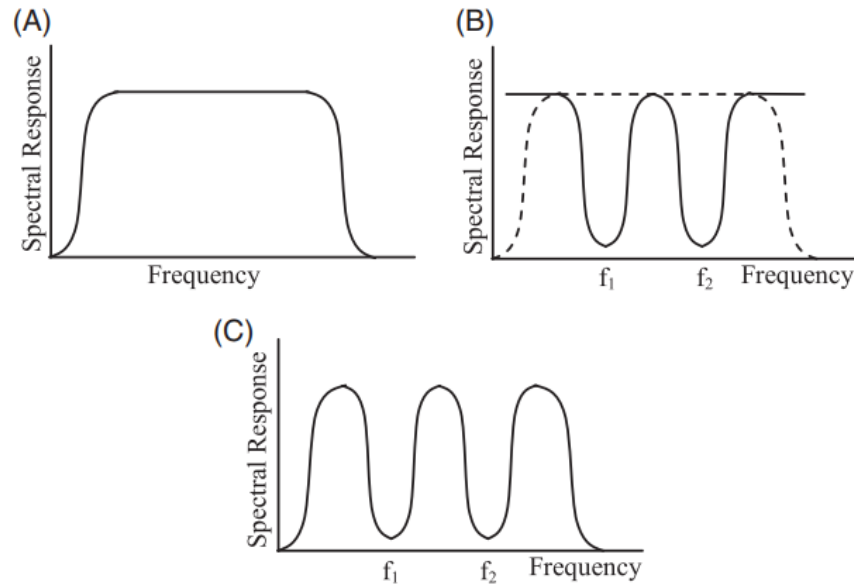 (A)
Spectral Response
Frequency
(B)
Spectral Response
f₁ f₂ Frequency
(C)
Spectral Response
f₁ f₂ Frequency